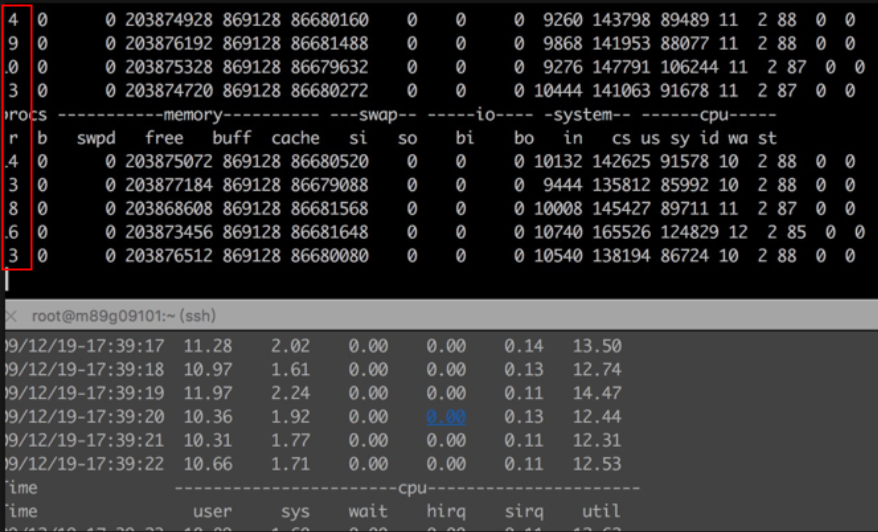 4 0 0 203874928 869128 86680160 0 0 0 9260 143798 89489 11 2 88 0 0
9 0 0 203876192 869128 86681488 0 0 0 9868 141953 88077 11 2 88 0 0
0 0 0 203875328 869128 86679632 0 0 0 9276 147791 106244 11 2 87 0 0
3 0 0 203874720 869128 86680272 0 0 0 10444 141063 91678 11 2 87 0 0
procs -----------memory---------- ---swap-- -----io---- -system-- ------cpu-----
r b swpd free buff cache si so bi bo in cs us sy id wa st
4 0 0 203875072 869128 86680520 0 0 0 10132 142625 91578 10 2 88 0 0
3 0 0 203877184 869128 86679088 0 0 0 9444 135812 85992 10 2 88 0 0
8 0 0 203868608 869128 86681568 0 0 0 10008 145427 89711 11 2 87 0 0
16 0 0 203873456 869128 86681648 0 0 0 10740 165526 124829 12 2 85 0 0
3 0 0 203876512 869128 86680080 0 0 0 10540 138194 86724 10 2 88 0 0
root@m89g09101:~ (ssh)
09/12/19-17:39:17 11.28 2.02 0.00 0.00 0.14 13.50
09/12/19-17:39:18 10.97 1.61 0.00 0.00 0.13 12.74
09/12/19-17:39:19 11.97 2.24 0.00 0.00 0.11 14.47
09/12/19-17:39:20 10.36 1.92 0.00 0.00 0.13 12.44
09/12/19-17:39:21 10.31 1.77 0.00 0.00 0.11 12.31
09/12/19-17:39:22 10.66 1.71 0.00 0.00 0.11 12.53
Time -----------------------cpu-----------------------
Time user sys wait hirq sirq util